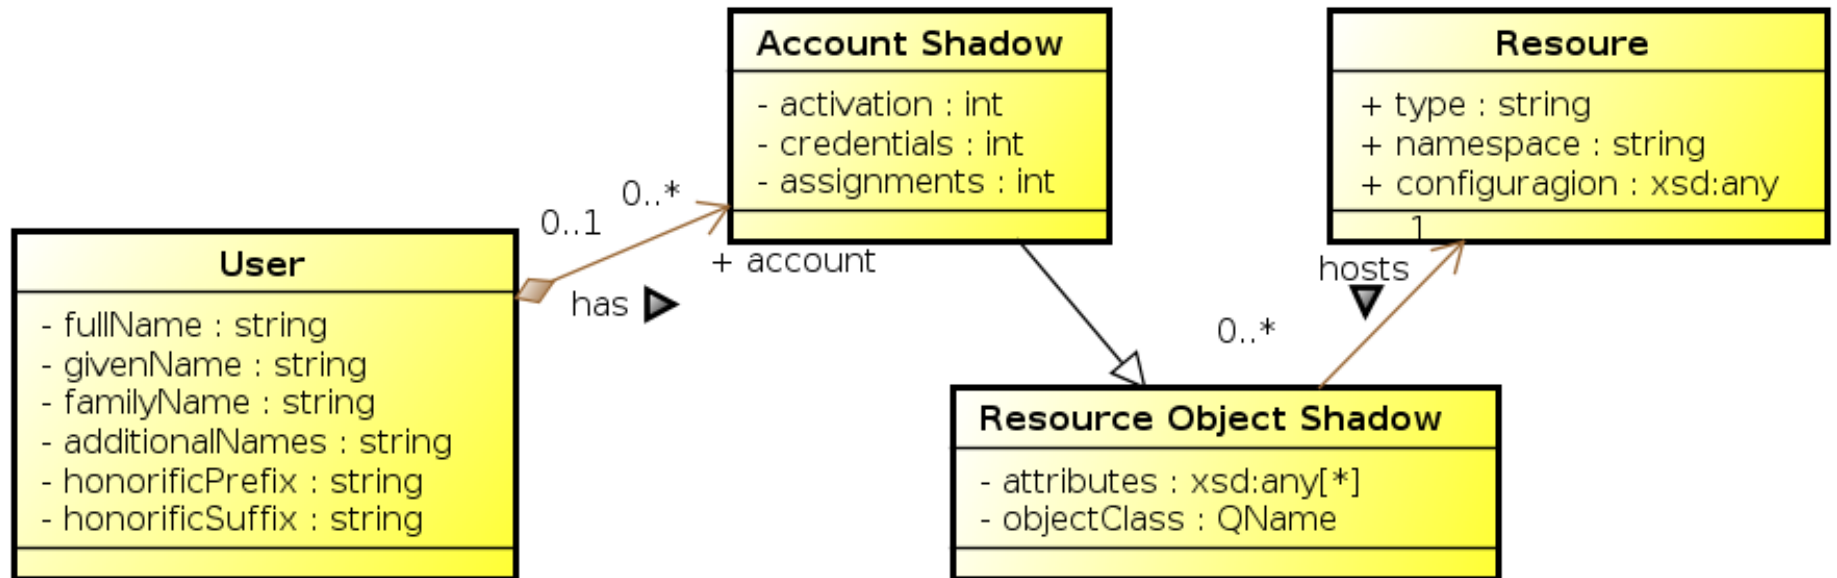 Account Shadow
- activation : int
- credentials : int
- assignments : int
Resoure
+ type : string
+ namespace : string
+ configuragion : xsd:any
0..*
0..1
+ account
has
1
hosts
0..*
User
- fullName : string
- givenName : string
- familyName : string
- additionalNames : string
- honorificPrefix : string
- honorificSuffix : string
Resource Object Shadow
- attributes : xsd:any[*]
- objectClass : QName